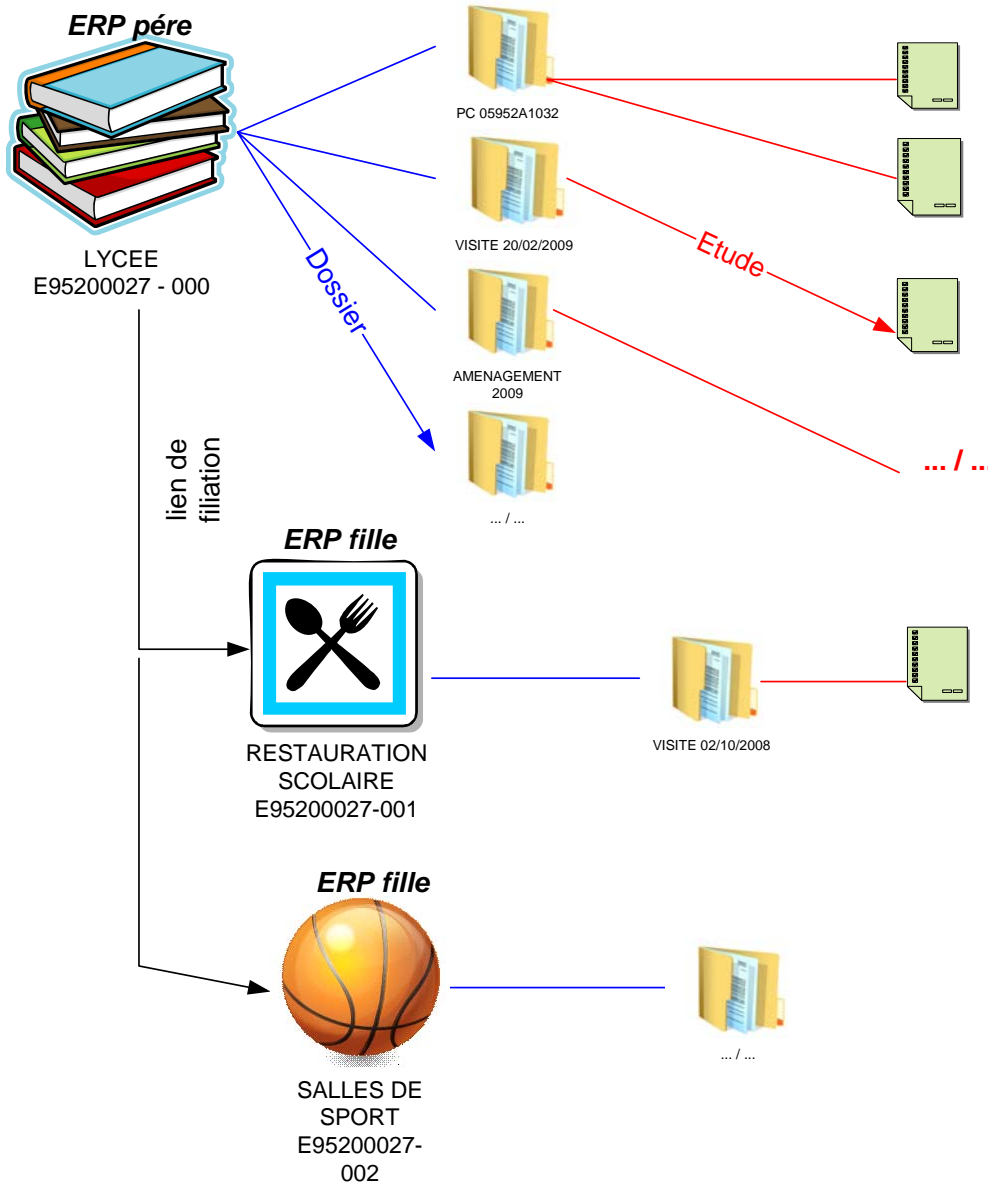 ERP pére
PC 05952A1032
VISITE 20/02/2009
Etude
LYCEE
E95200027 - 000
Dossier
AMENAGEMENT
2009
... / ...
... / ...
lien de
filiation
ERP fille
RESTAURATION
SCOLAIRE
E95200027-001
VISITE 02/10/2008
ERP fille
... / ...
SALLES DE
SPORT
E95200027-
002